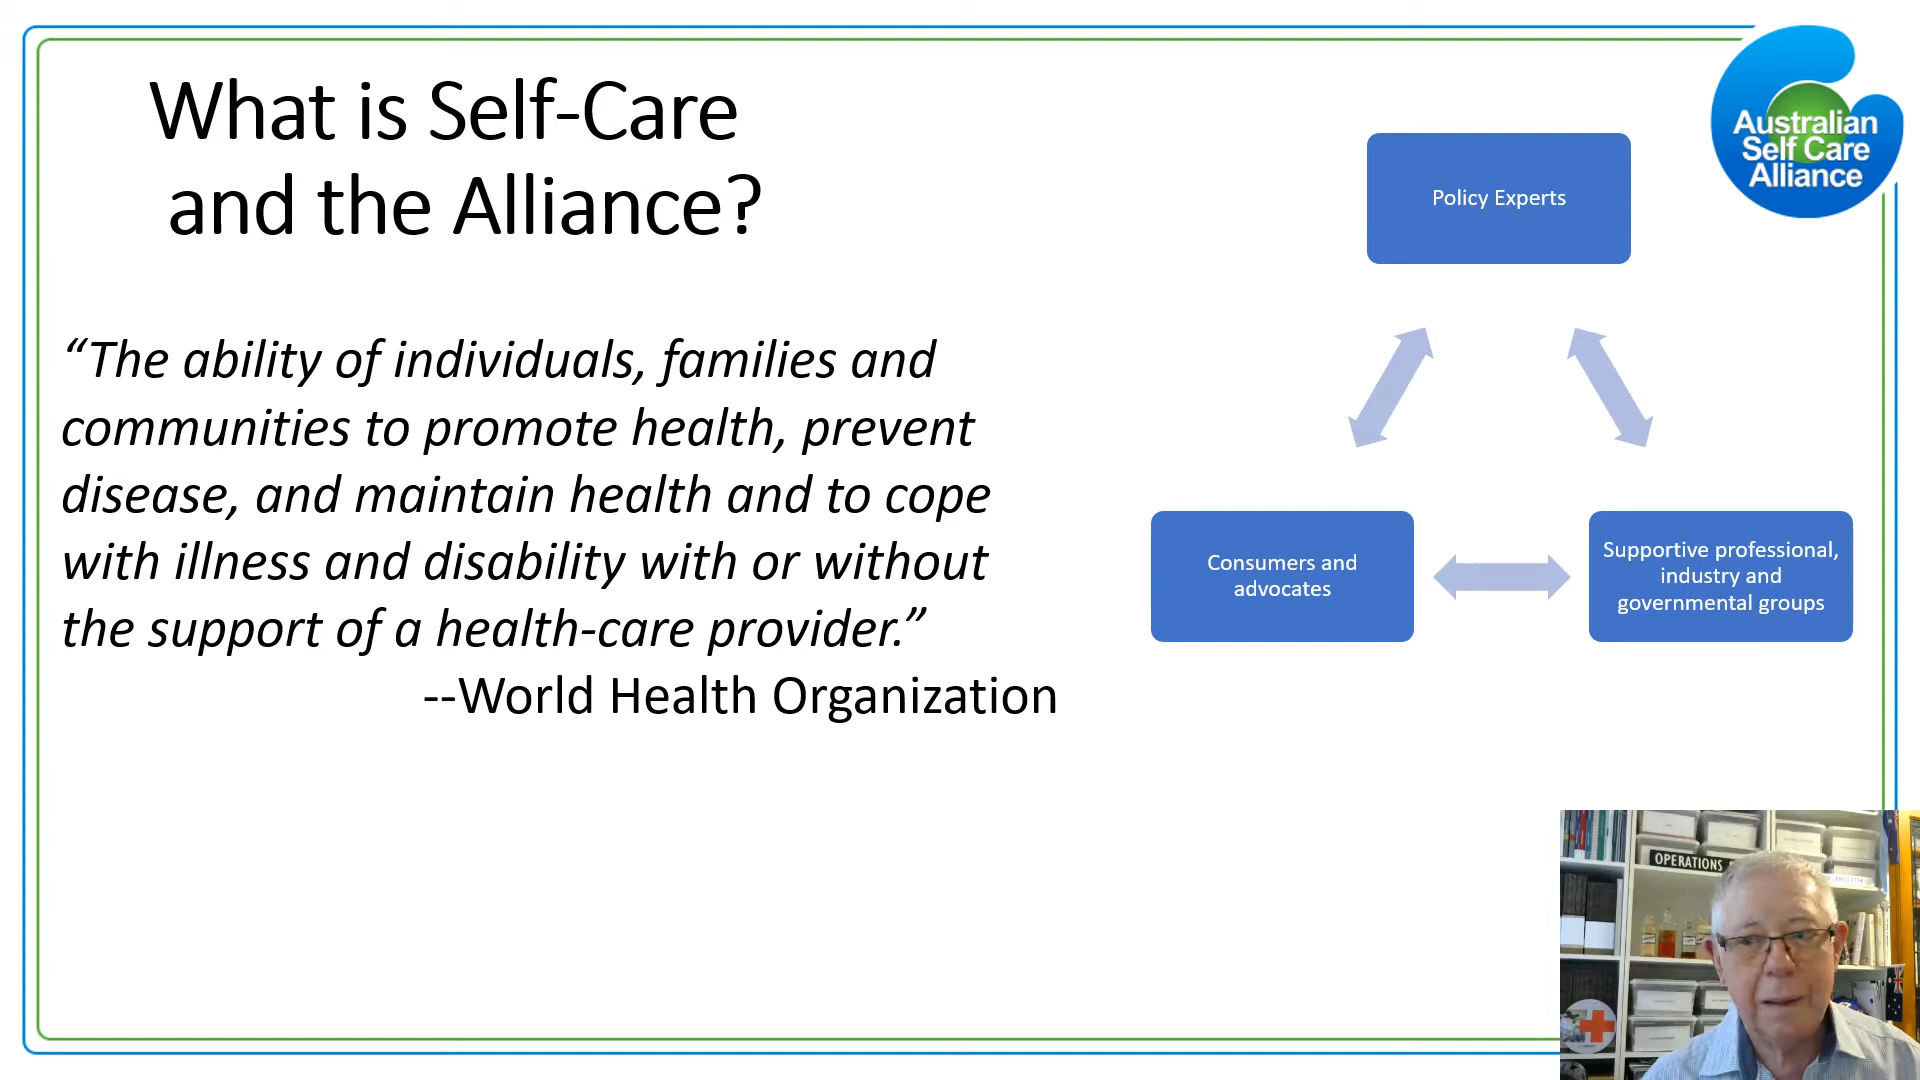 What is Self-Care
and the Alliance?
“The ability of individuals, families and
communities to promote health, prevent
disease, and maintain health and to cope
with illness and disability with or without
the support of a health-care provider.”
--World Health Organization
Policy Experts
Consumers and
advocates
Supportive professional,
industry and
governmental groups
Australian
Self Care
Alliance
OPERATIONS